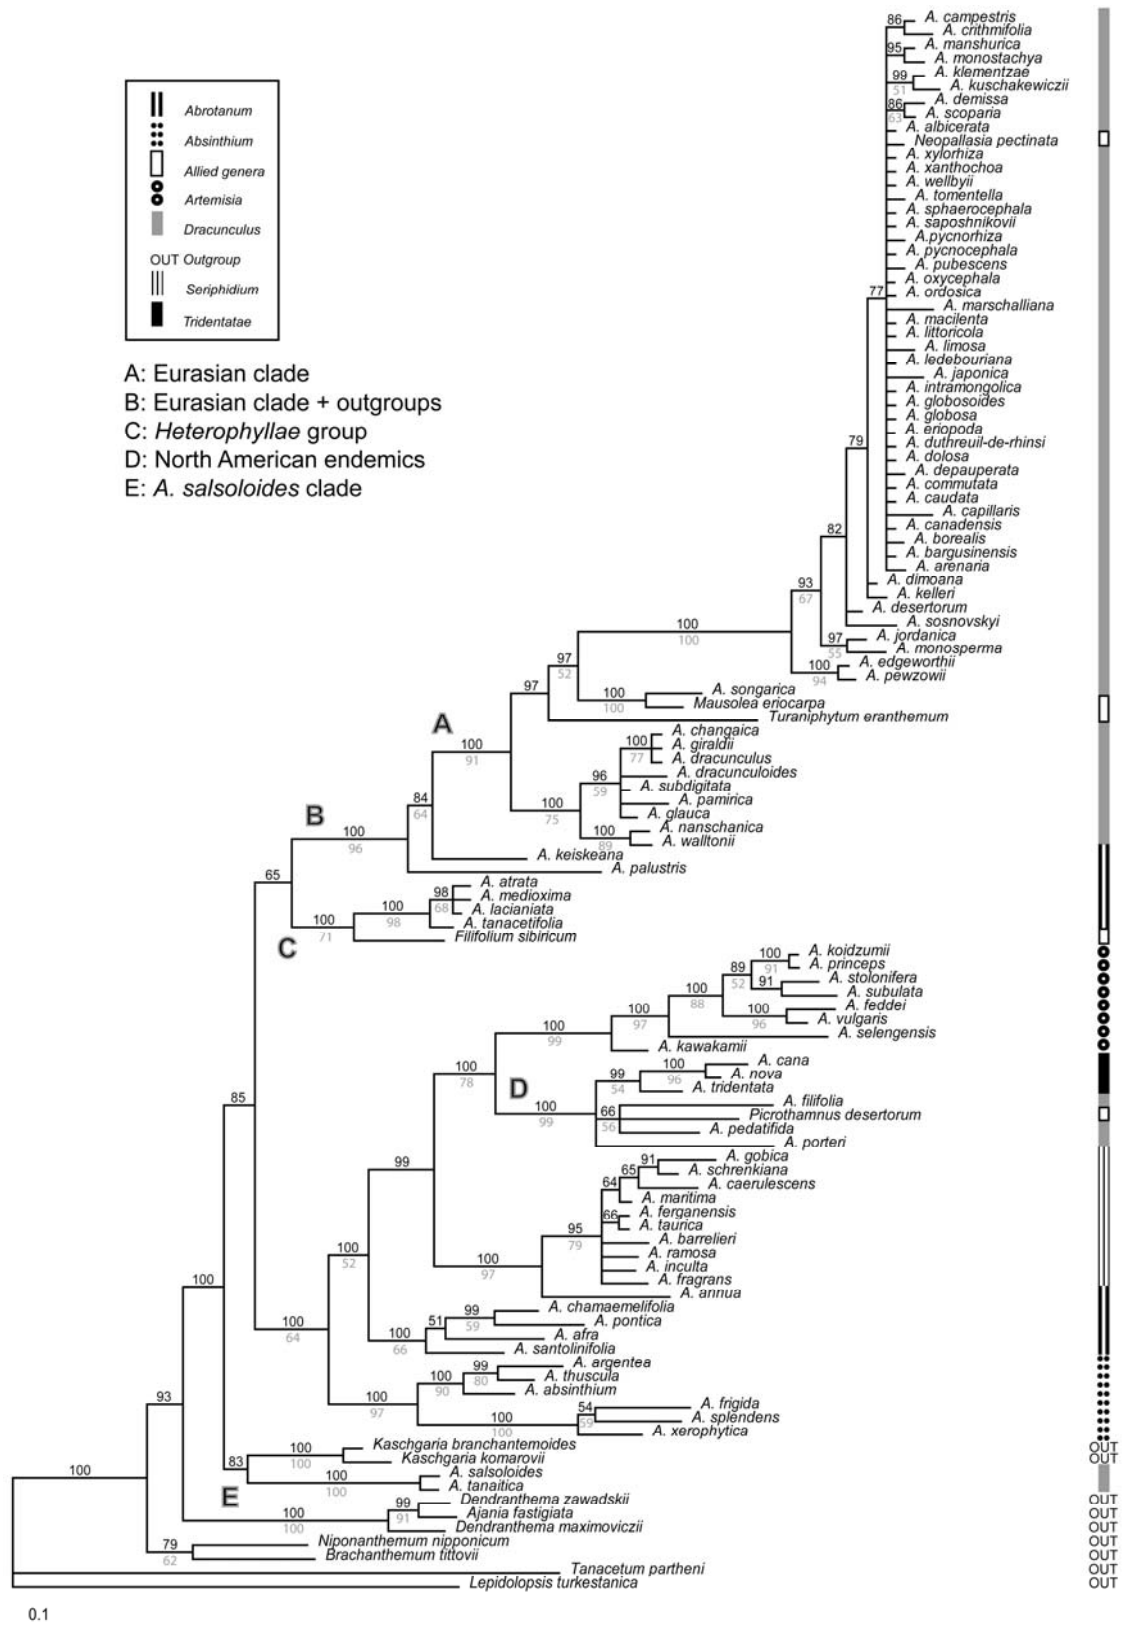 86
A. campestris
A. crithmifolia
A. manshurica
95
A. monostachya
A. klementzae
99
51
A. kuschakewiczii
A. demissa
86
63
A. scoparia
A. albicerata
Neopallasia pectinata
A. xylorhiza
A. xanthochoa
A. wellbyii
A. tomentella
A. sphaerocephala
A. saposhnikovii
A.pycnorhiza
A. pycnocephala
A. pubescens
A. oxycephala
77
A. ordosica
A. marschalliana
A. macilenta
A. littoricola
A. limosa
A. ledebouriana
A. japonica
A. intramongolica
A. globosoides
A. globosa
A. eriopoda
79
A. duthreuil-de-rhinsi
A. dolosa
A. depauperata
A. commutata
A. caudata
A. capillaris
82
A. canadensis
A. borealis
A. bargusinensis
A. arenaria
93
67
A. dimoana
A. kelleri
A. desertorum
A. sosnovskyi
100
100
97
55
A. jordanica
A. monosperma
100
94
A. edgeworthii
A. pewzowii
97
52
97
100
100
A. songarica
Mausolea eriocarpa
Turaniphytum eranthemum
Abrotanum
Absinthium
Allied genera
Artemisia
Dracunculus
OUT Outgroup
Seriphidium
Tridentatae
A: Eurasian clade
B: Eurasian clade + outgroups
C: Heterophyllae group
D: North American endemics
E: A. salsoloides clade
A
100
91
A. changaica
100
77
A. giraldii
A. dracunculus
96
59
A. dracunculoides
A. subdigitata
A. pamirica
84
64
100
75
A. glauca
B
100
96
A. nanschanica
100
89
A. walltonii
A. keiskeana
A. palustris
65
A. atrata
98
68
A. medioxima
100
98
A. lacianiata
100
71
A. tanacetifolia
Filifolium sibiricum
C
A. koidzumii
100
91
A. princeps
89
52
91
A. stolonifera
A. subulata
100
88
A. feddei
100
96
A. vulgaris
100
97
A. selengensis
100
99
A. kawakamii
100
78
D
A. cana
100
96
A. nova
99
54
A. tridentata
A. filifolia
100
99
66
56
Picrothamnus desertorum
A. pedatifida
A. porteri
85
99
A. gobica
91
A. schrenkiana
65
A. caerulescens
64
A. maritima
A. ferganensis
66
A. taurica
95
79
A. barrelieri
A. ramosa
100
97
A. inculta
A. fragrans
A. annua
100
52
A. chamaemelifolia
99
59
A. pontica
51
A. afra
100
66
A. santolinifolia
100
100
64
A. argentea
99
80
A. thuscula
100
90
A. absinthium
100
97
A. frigida
54
59
A. splendens
100
100
A. xerophytica
93
Kaschgaria branchantemoides
OUT
100
100
Kaschgaria komarovii
OUT
83
A. salsoloides
100
100
A. tanaitica
E
100
Dendranthema zawadskii
OUT
99
91
Ajania fastigiata
OUT
100
100
Dendranthema maximoviczii
OUT
79
62
Niponanthemum nipponicum
OUT
Brachanthemum tittovii
OUT
Tanacetum partheni
OUT
Lepidolopsis turkestanica
OUT
0.1